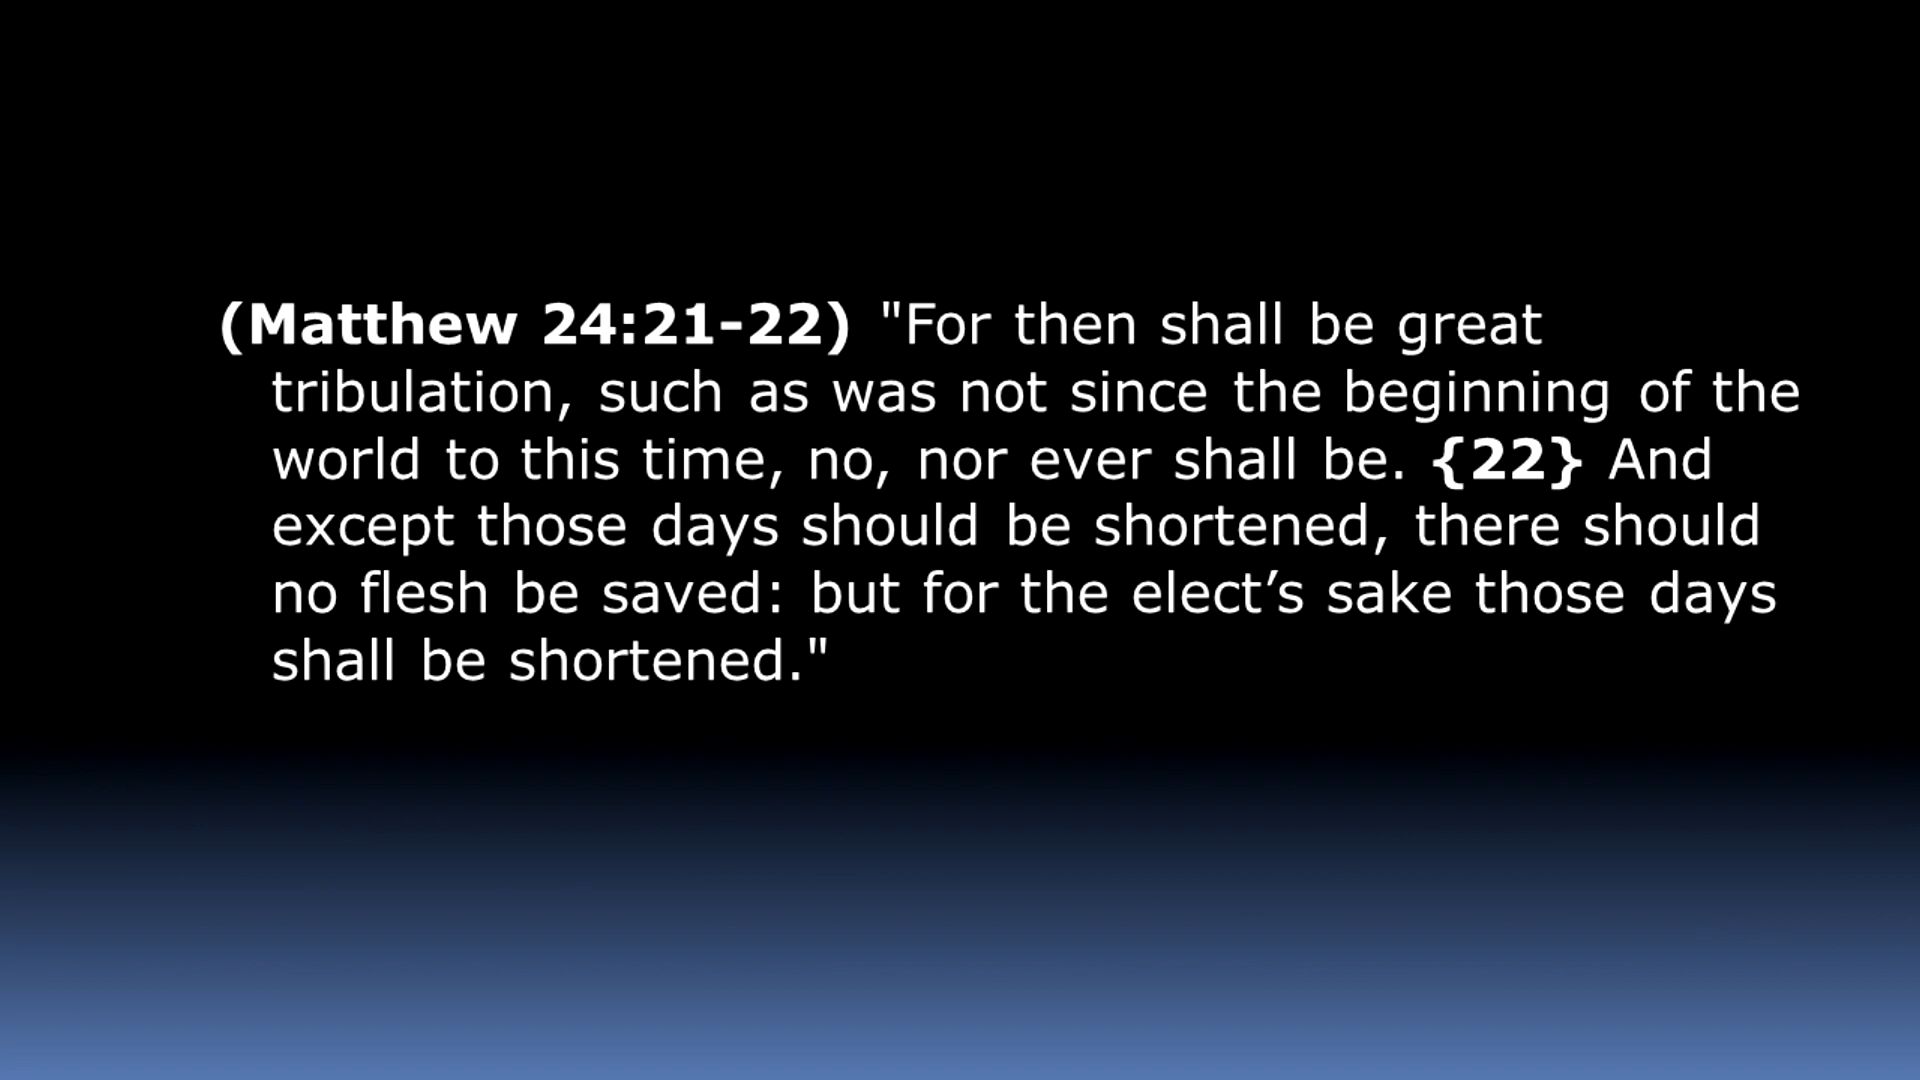 (Matthew 24:21-22) "For then shall be great
tribulation, such as was not since the beginning of the
world to this time, no, nor ever shall be. {22} And
except those days should be shortened, there should
no flesh be saved: but for the elect’s sake those days
shall be shortened."